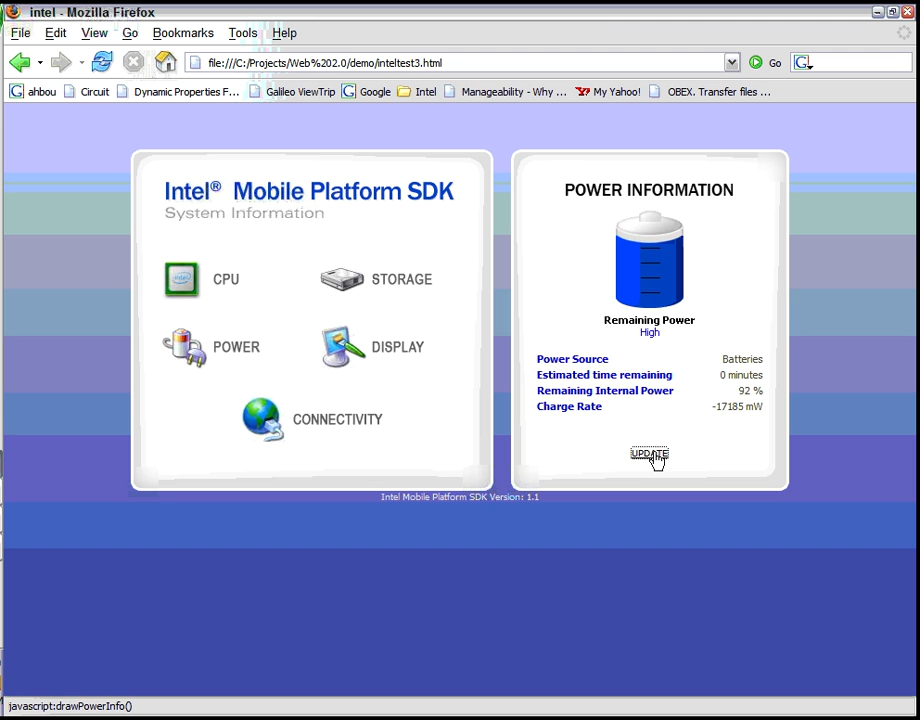 intel - Mozilla Firefox
File Edit View Go Bookmarks Tools Help
file:///C:/Projects/Web%202.0/demo/inteltest3.html Go
ahbou Circuit Dynamic Properties F... Galileo ViewTrip Google Intel Manageability - Why ... My Yahoo! OBEX. Transfer files ...
Intel® Mobile Platform SDK
System Information
CPU STORAGE
POWER DISPLAY
CONNECTIVITY
POWER INFORMATION
Remaining Power
High
Power Source Batteries
Estimated time remaining 0 minutes
Remaining Internal Power 92 %
Charge Rate -17185 mW
UPDATE
Intel Mobile Platform SDK Version: 1.1
javascript:drawPowerInfo()